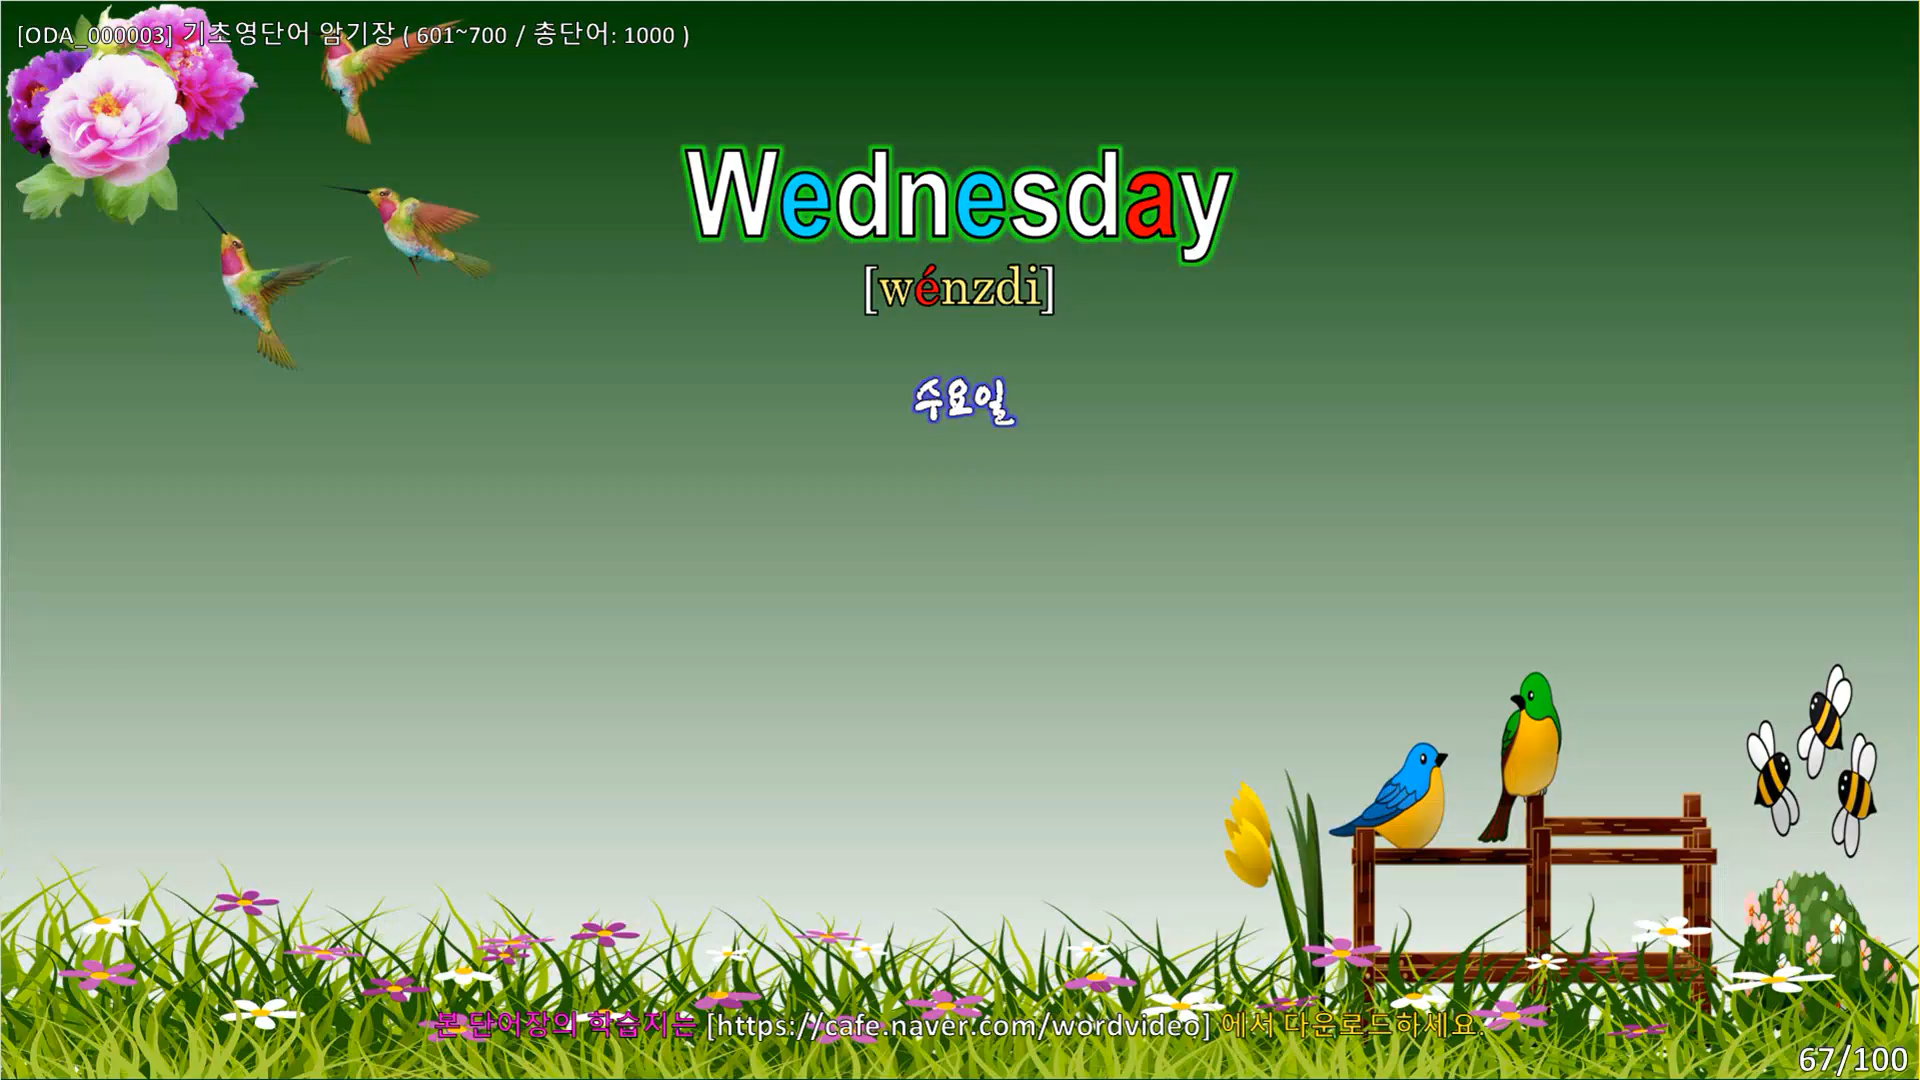 [ODA_000003] 기초영단어 암기장 ( 601~700 / 총단어: 1000 )
Wednesday
[wénzdi]
수요일
본 단어장의 학습지는 [https://cafe.naver.com/wordvideo] 에서 다운로드하세요.
67/100